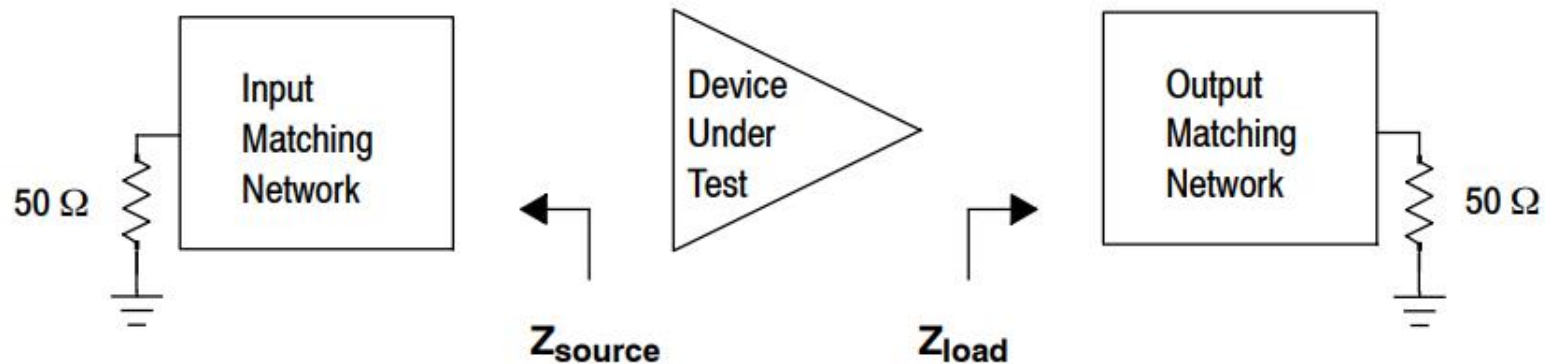 Input
Matching
Network
Device
Under
Test
Output
Matching
Network
50 Ω
50 Ω
Zsource
Zload